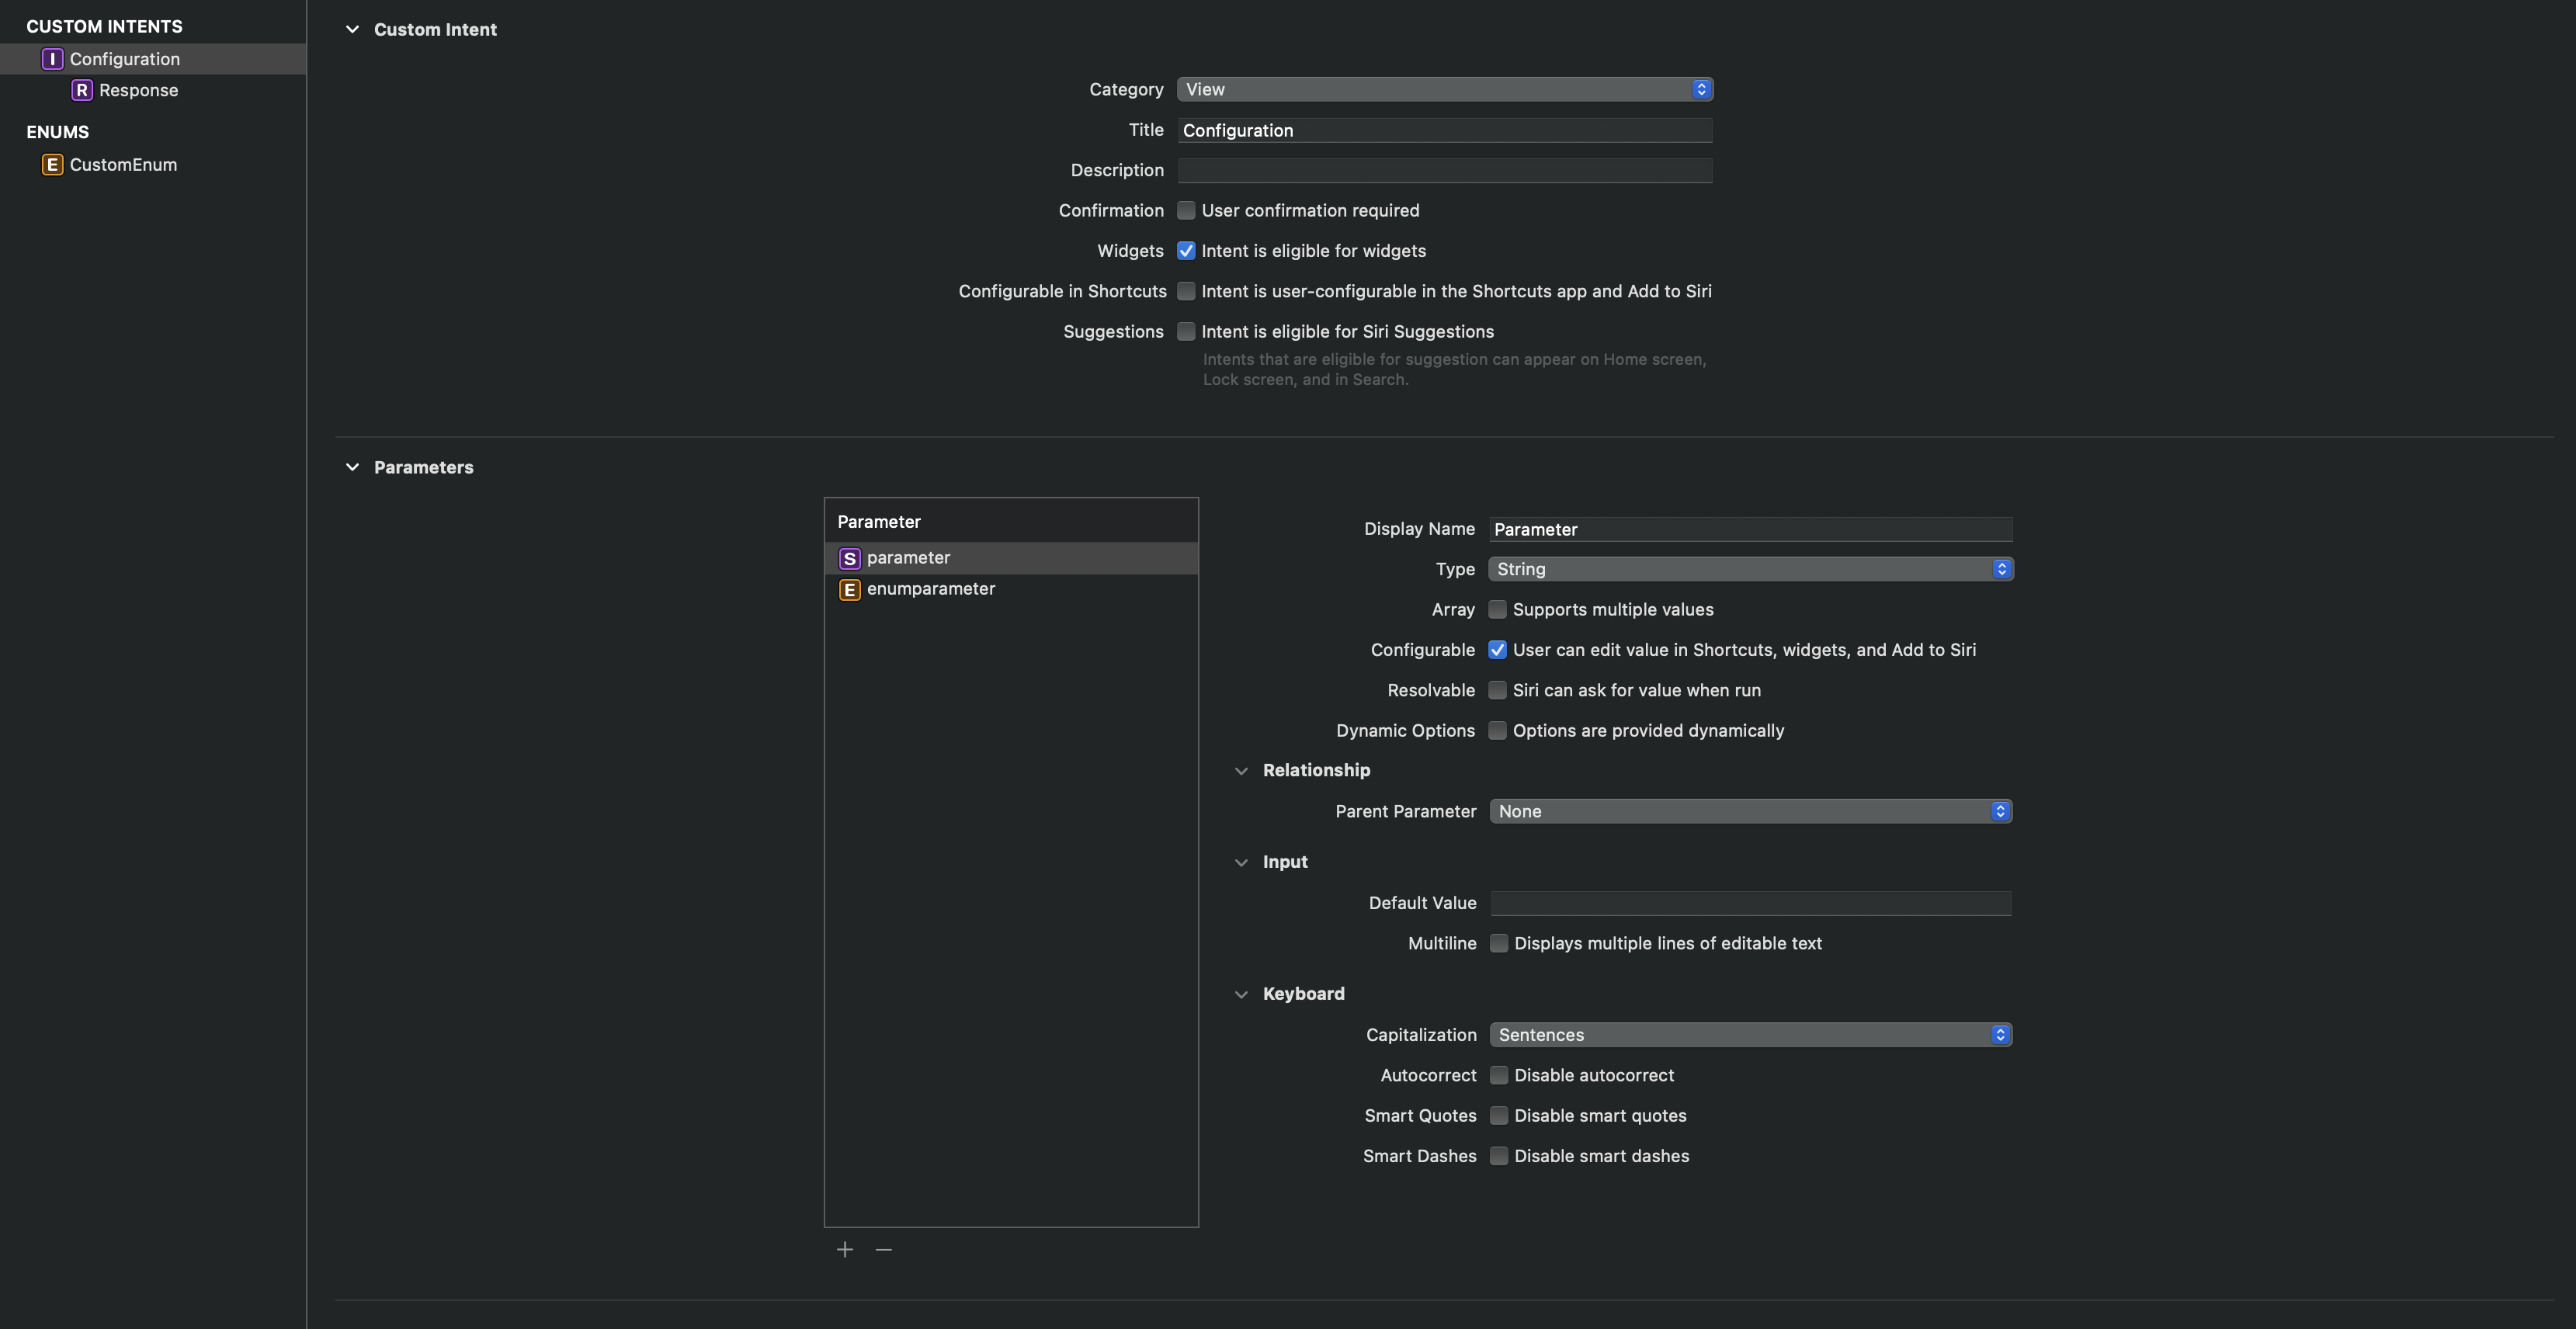 CUSTOM INTENTS
I Configuration
R Response
ENUMS
E CustomEnum
Custom Intent
Category View
Title Configuration
Description
Confirmation User confirmation required
Widgets Intent is eligible for widgets
Configurable in Shortcuts Intent is user-configurable in the Shortcuts app and Add to Siri
Suggestions Intent is eligible for Siri Suggestions
Intents that are eligible for suggestion can appear on Home screen,
Lock screen, and in Search.
Parameters
Parameter
S parameter
E enumparameter
Display Name Parameter
Type String
Array Supports multiple values
Configurable User can edit value in Shortcuts, widgets, and Add to Siri
Resolvable Siri can ask for value when run
Dynamic Options Options are provided dynamically
Relationship
Parent Parameter None
Input
Default Value
Multiline Displays multiple lines of editable text
Keyboard
Capitalization Sentences
Autocorrect Disable autocorrect
Smart Quotes Disable smart quotes
Smart Dashes Disable smart dashes